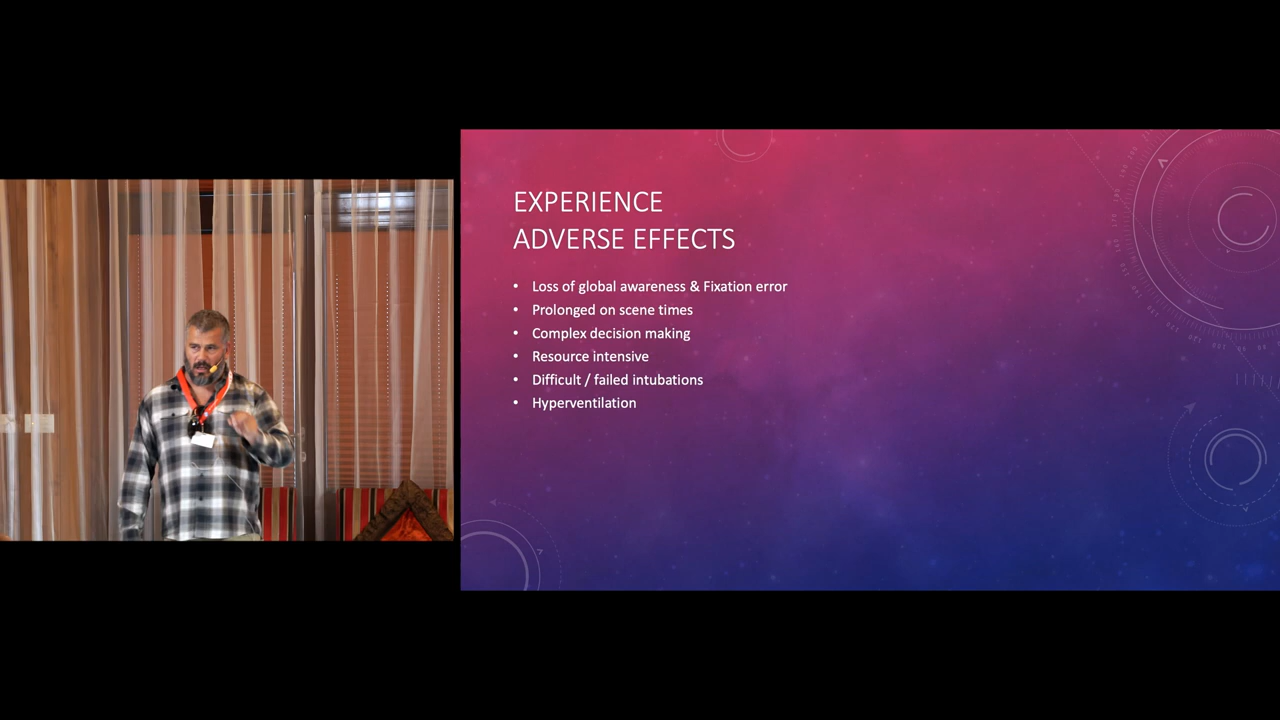 EXPERIENCE
ADVERSE EFFECTS
• Loss of global awareness & Fixation error
• Prolonged on scene times
• Complex decision making
• Resource intensive
• Difficult / failed intubations
• Hyperventilation